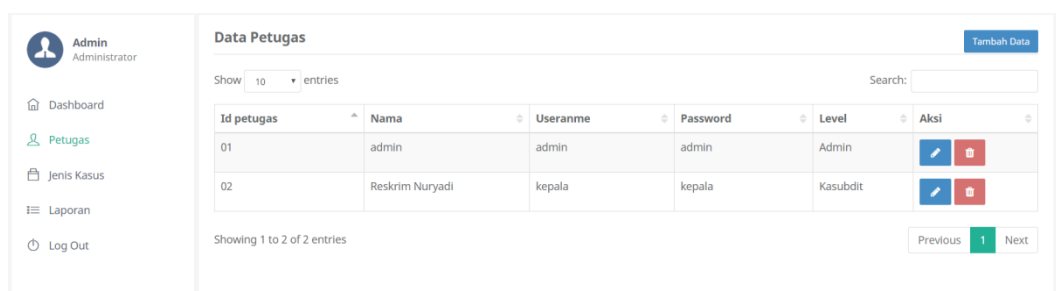 Admin
Administrator
Dashboard
Petugas
Jenis Kasus
Laporan
Log Out
Data Petugas
Tambah Data
Show 10 entries
Search:
Id petugas Nama Useranme Password Level Aksi
01 admin admin admin Admin
02 Reskrim Nuryadi kepala kepala Kasubdit
Showing 1 to 2 of 2 entries
Previous 1 Next